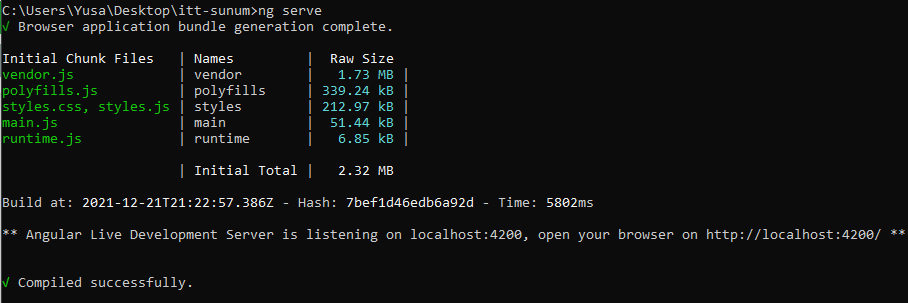 C:\Users\Yusa\Desktop\itt-sunum>ng serve
√ Browser application bundle generation complete.

Initial Chunk Files   | Names         |  Raw Size
vendor.js             | vendor        |   1.73 MB |
polyfills.js          | polyfills     | 339.24 kB |
styles.css, styles.js | styles        | 212.97 kB |
main.js               | main          |  51.44 kB |
runtime.js            | runtime       |   6.85 kB |

                      | Initial Total |   2.32 MB

Build at: 2021-12-21T21:22:57.386Z - Hash: 7bef1d46edb6a92d - Time: 5802ms

** Angular Live Development Server is listening on localhost:4200, open your browser on http://localhost:4200/ **


√ Compiled successfully.